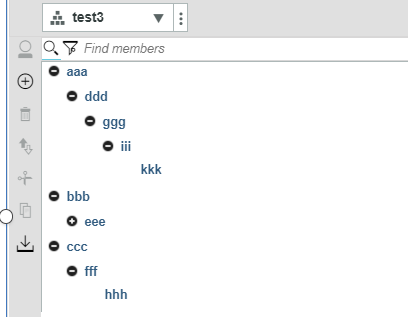 test3
Find members
aaa
ddd
ggg
iii
kkk
bbb
eee
ccc
fff
hhh